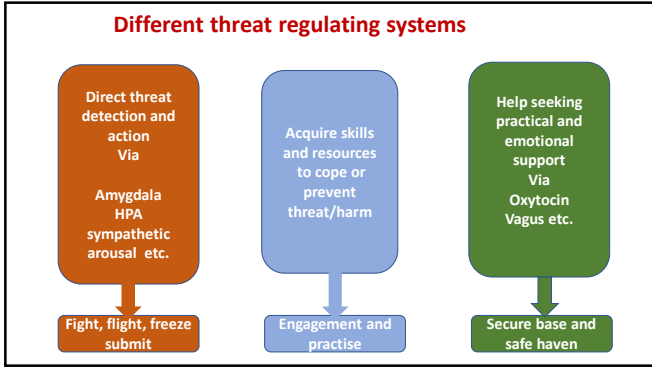 Different threat regulating systems
Direct threat
detection and
action
Via
Amygdala
HPA
sympathetic
arousal etc.
Fight, flight, freeze
submit
Acquire skills
and resources
to cope or
prevent
threat/harm
Engagement and
practise
Help seeking
practical and
emotional
support
Via
Oxytocin
Vagus etc.
Secure base and
safe haven